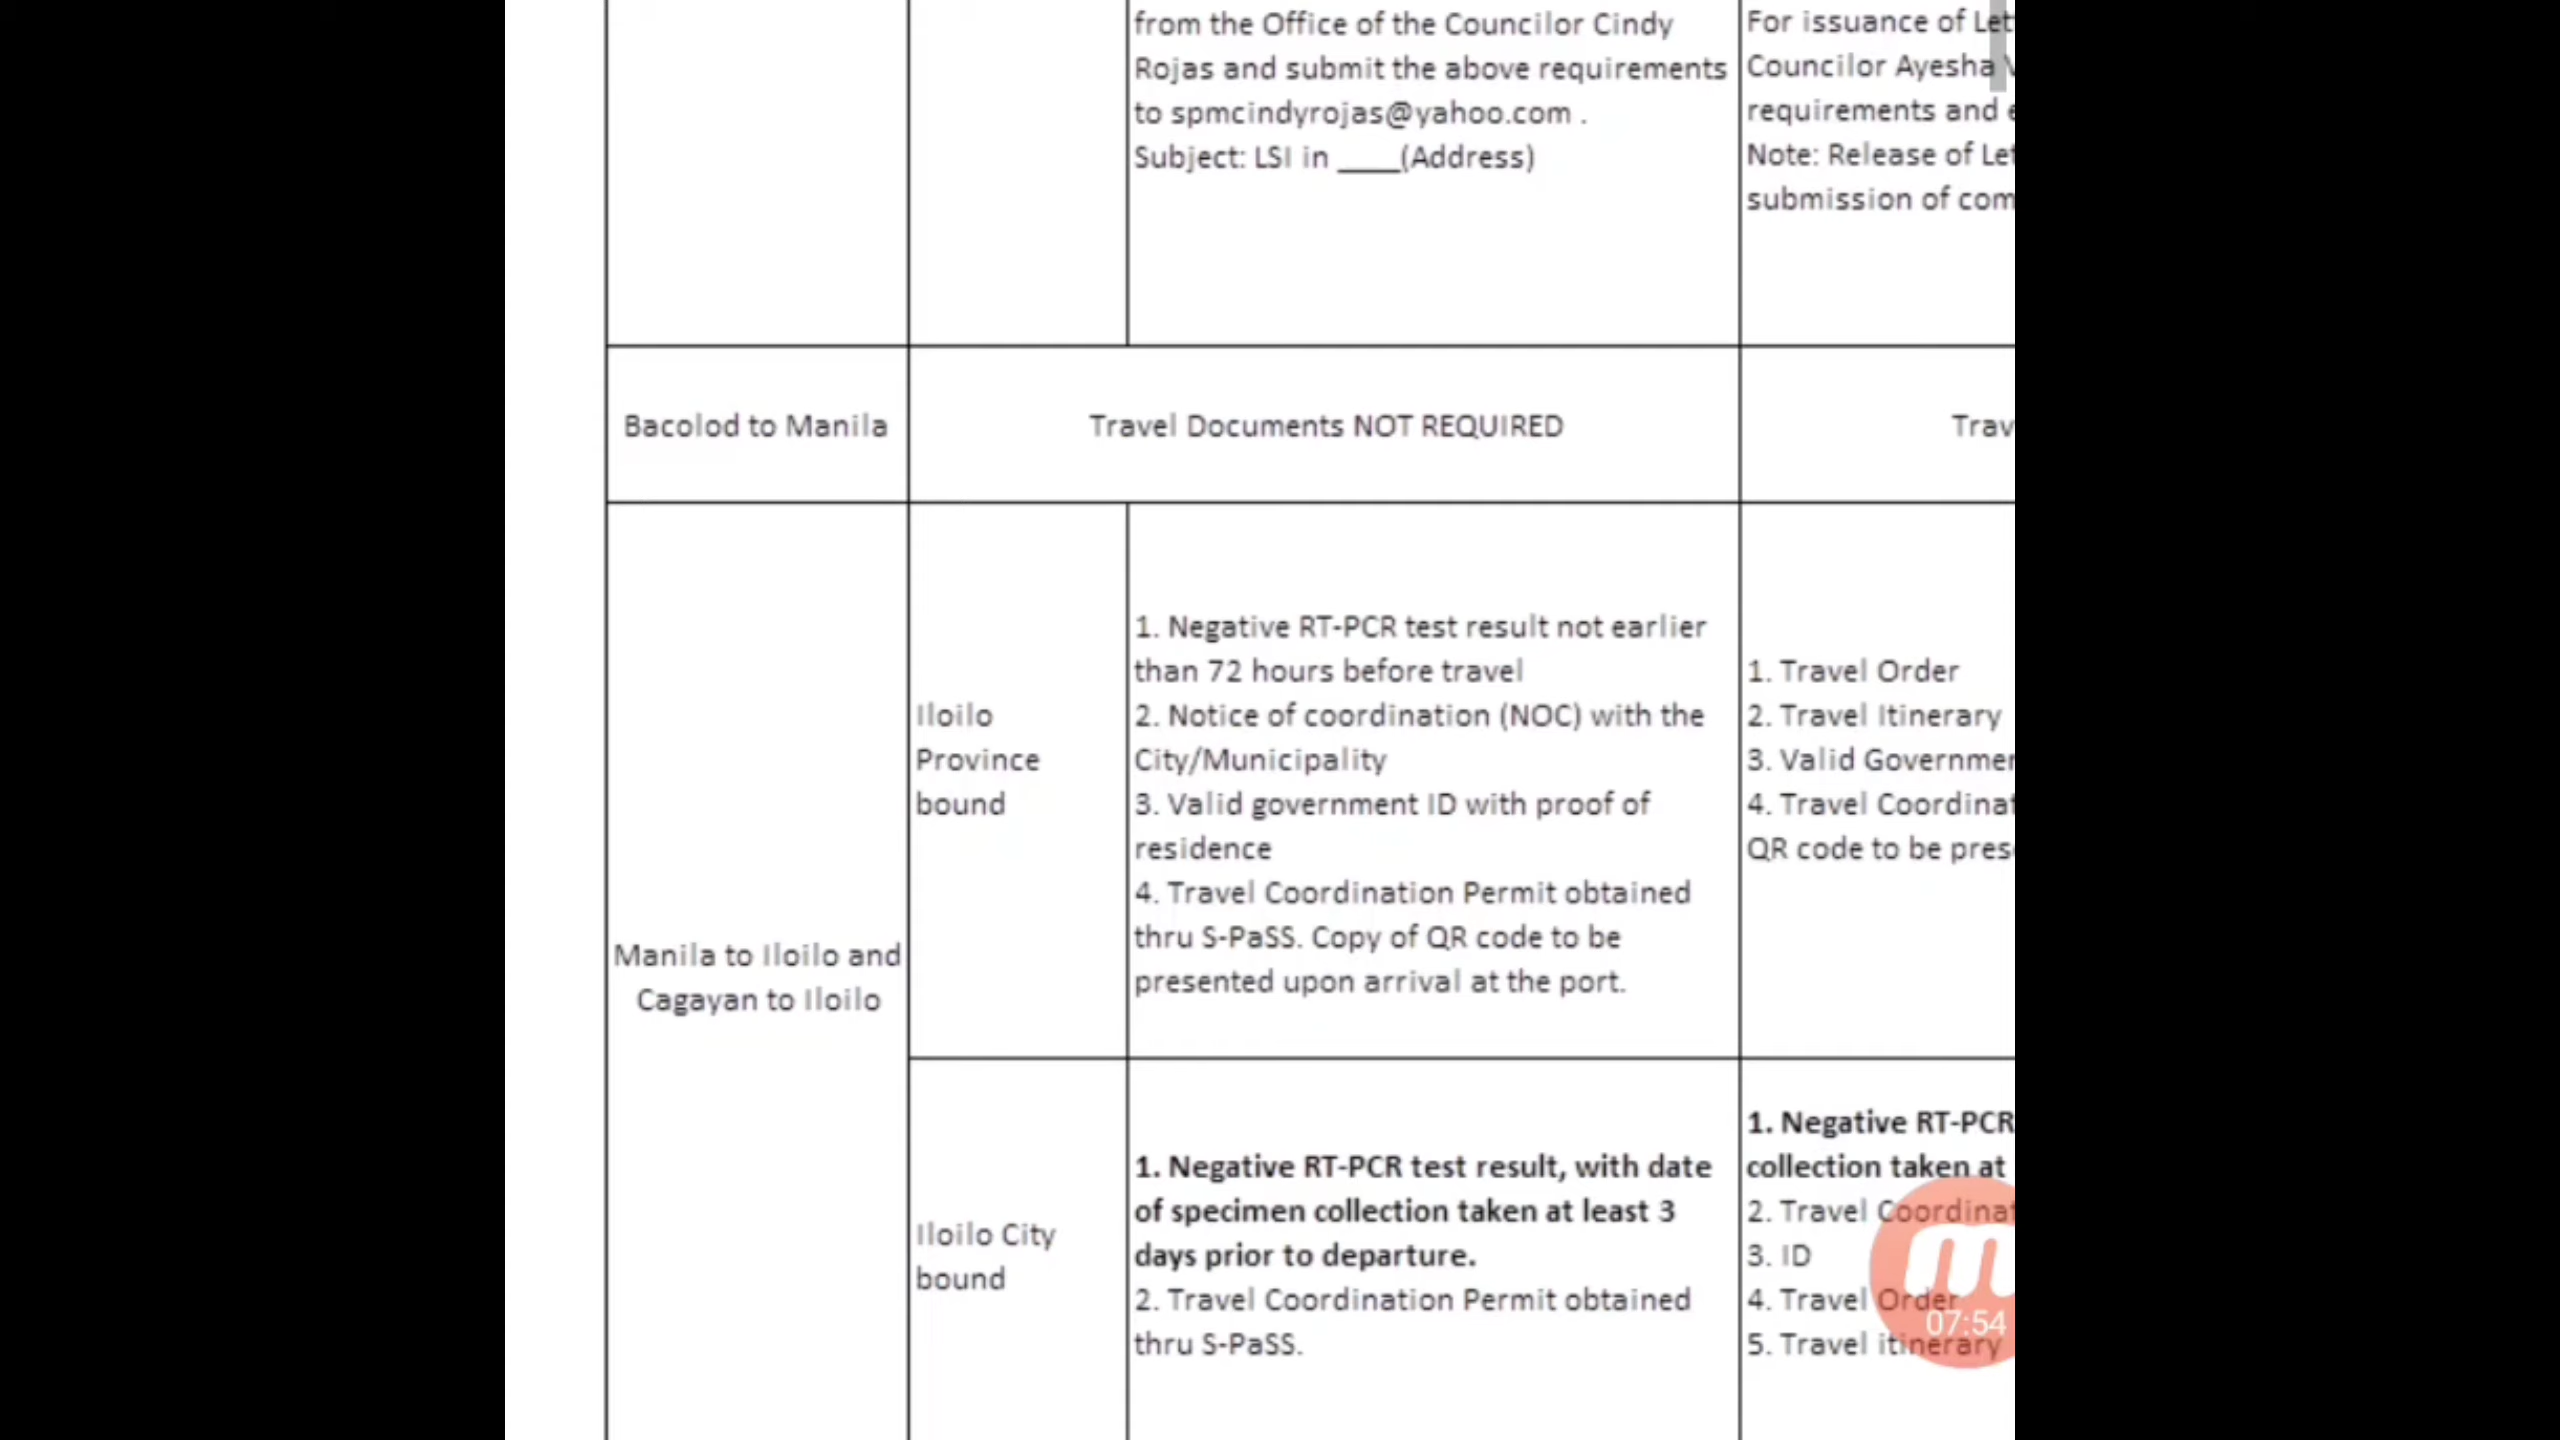 from the Office of the Councilor Cindy
Rojas and submit the above requirements
to spmcindyrojas@yahoo.com .
Subject: LSI in ____(Address)
For issuance of Let
Councilor Ayesha
requirements and
Note: Release of Let
submission of com
Bacolod to Manila
Travel Documents NOT REQUIRED
Trav
Manila to Iloilo and
Cagayan to Iloilo
Iloilo
Province
bound
1. Negative RT-PCR test result not earlier
than 72 hours before travel
2. Notice of coordination (NOC) with the
City/Municipality
3. Valid government ID with proof of
residence
4. Travel Coordination Permit obtained
thru S-PaSS. Copy of QR code to be
presented upon arrival at the port.
1. Travel Order
2. Travel Itinerary
3. Valid Governmen
4. Travel Coordinat
QR code to be pres
Iloilo City
bound
1. Negative RT-PCR test result, with date
of specimen collection taken at least 3
days prior to departure.
2. Travel Coordination Permit obtained
thru S-PaSS.
1. Negative RT-PCR
collection taken at
2. Travel Coordinat
3. ID
4. Travel Order
5. Travel itinerary
07:54